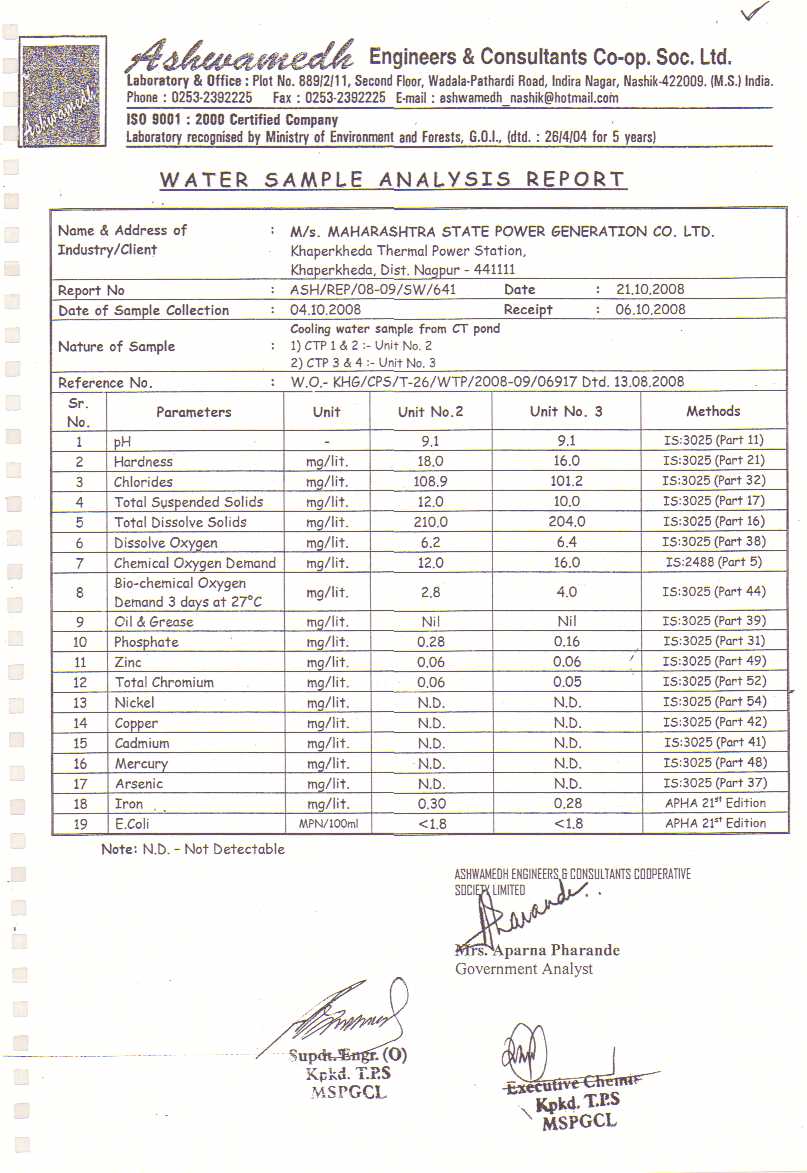 Ashwamedh
Ashwamedh Engineers & Consultants Co-op. Soc. Ltd.
Laboratory & Office : Plot No. 889/2/11, Second Floor, Wadala-Pathardi Road, Indira Nagar, Nashik-422009. (M.S.) India.
Phone : 0253-2392225 Fax : 0253-2392225 E-mail : ashwamedh_nashik@hotmail.com
ISO 9001 : 2000 Certified Company
Laboratory recognised by Ministry of Environment and Forests, G.O.I., (dtd. : 26/4/04 for 5 years)
WATER SAMPLE ANALYSIS REPORT
Name & Address of : M/s. MAHARASHTRA STATE POWER GENERATION CO. LTD.
Industry/Client Khaperkheda Thermal Power Station,
Khaperkheda, Dist. Nagpur - 441111
Report No : ASH/REP/08-09/SW/641 Date : 21.10.2008
Date of Sample Collection : 04.10.2008 Receipt : 06.10.2008
Cooling water sample from CT pond
Nature of Sample : 1) CTP 1 & 2 :- Unit No. 2
2) CTP 3 & 4 :- Unit No. 3
Reference No. : W.O.- KHG/CPS/T-26/WTP/2008-09/06917 Dtd. 13.08.2008
Sr. No. Parameters Unit Unit No.2 Unit No. 3 Methods
1 pH - 9.1 9.1 IS:3025 (Part 11)
2 Hardness mg/lit. 18.0 16.0 IS:3025 (Part 21)
3 Chlorides mg/lit. 108.9 101.2 IS:3025 (Part 32)
4 Total Suspended Solids mg/lit. 12.0 10.0 IS:3025 (Part 17)
5 Total Dissolve Solids mg/lit. 210.0 204.0 IS:3025 (Part 16)
6 Dissolve Oxygen mg/lit. 6.2 6.4 IS:3025 (Part 38)
7 Chemical Oxygen Demand mg/lit. 12.0 16.0 IS:2488 (Part 5)
8 Bio-chemical Oxygen Demand 3 days at 27°C mg/lit. 2.8 4.0 IS:3025 (Part 44)
9 Oil & Grease mg/lit. Nil Nil IS:3025 (Part 39)
10 Phosphate mg/lit. 0.28 0.16 IS:3025 (Part 31)
11 Zinc mg/lit. 0.06 0.06 IS:3025 (Part 49)
12 Total Chromium mg/lit. 0.06 0.05 IS:3025 (Part 52)
13 Nickel mg/lit. N.D. N.D. IS:3025 (Part 54)
14 Copper mg/lit. N.D. N.D. IS:3025 (Part 42)
15 Cadmium mg/lit. N.D. N.D. IS:3025 (Part 41)
16 Mercury mg/lit. N.D. N.D. IS:3025 (Part 48)
17 Arsenic mg/lit. N.D. N.D. IS:3025 (Part 37)
18 Iron mg/lit. 0.30 0.28 APHA 21st Edition
19 E.Coli MPN/100ml <1.8 <1.8 APHA 21st Edition
Note: N.D. - Not Detectable
ASHWAMEDH ENGINEERS & CONSULTANTS COOPERATIVE
SOCIETY LIMITED
Pharande
Mrs. Aparna Pharande
Government Analyst
Supdt. Engr. (O)
Kpkd. T.P.S
MSPGCL
Executive Chemist
Kpkd. T.P.S
MSPGCL